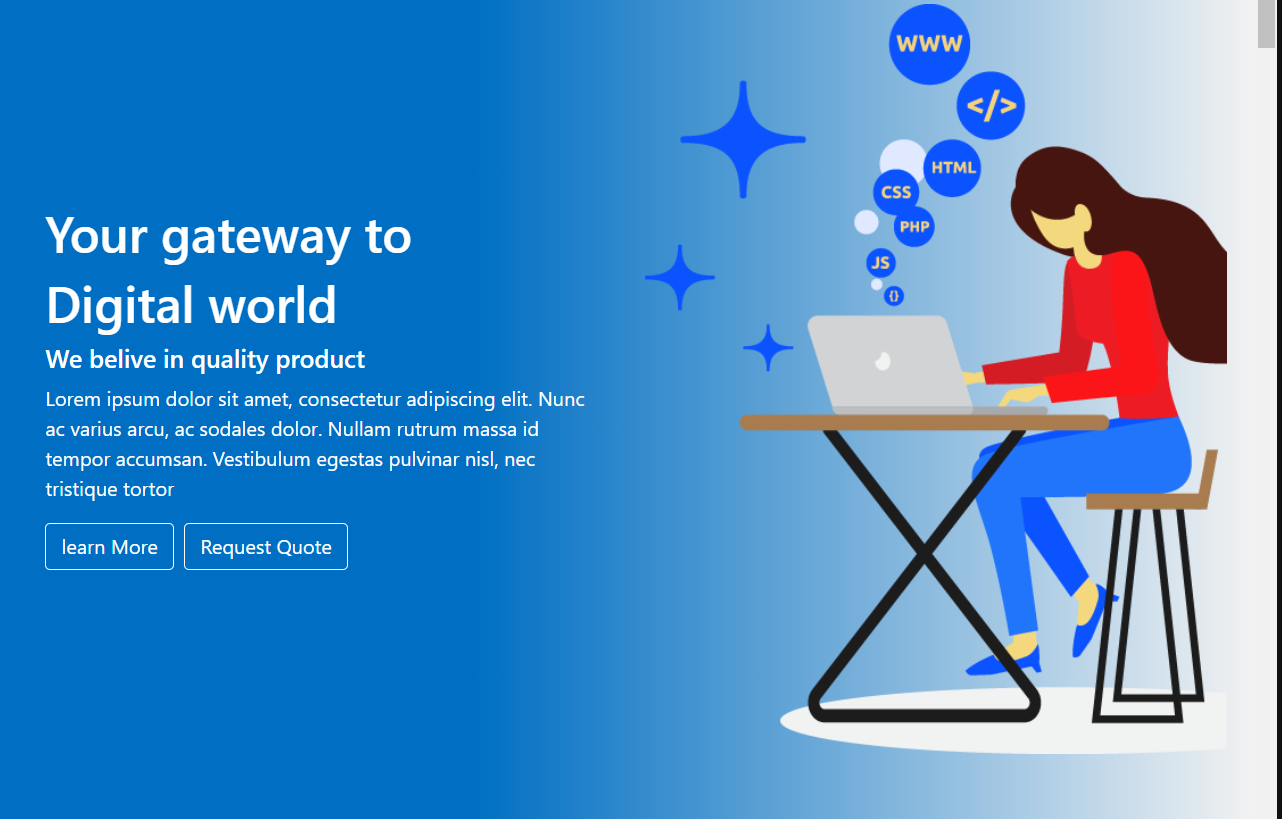 WWW
</>
HTML
CSS
PHP
JS
{}
Your gateway to
Digital world
We belive in quality product
Lorem ipsum dolor sit amet, consectetur adipiscing elit. Nunc
ac varius arcu, ac sodales dolor. Nullam rutrum massa id
tempor accumsan. Vestibulum egestas pulvinar nisl, nec
tristique tortor
learn More
Request Quote